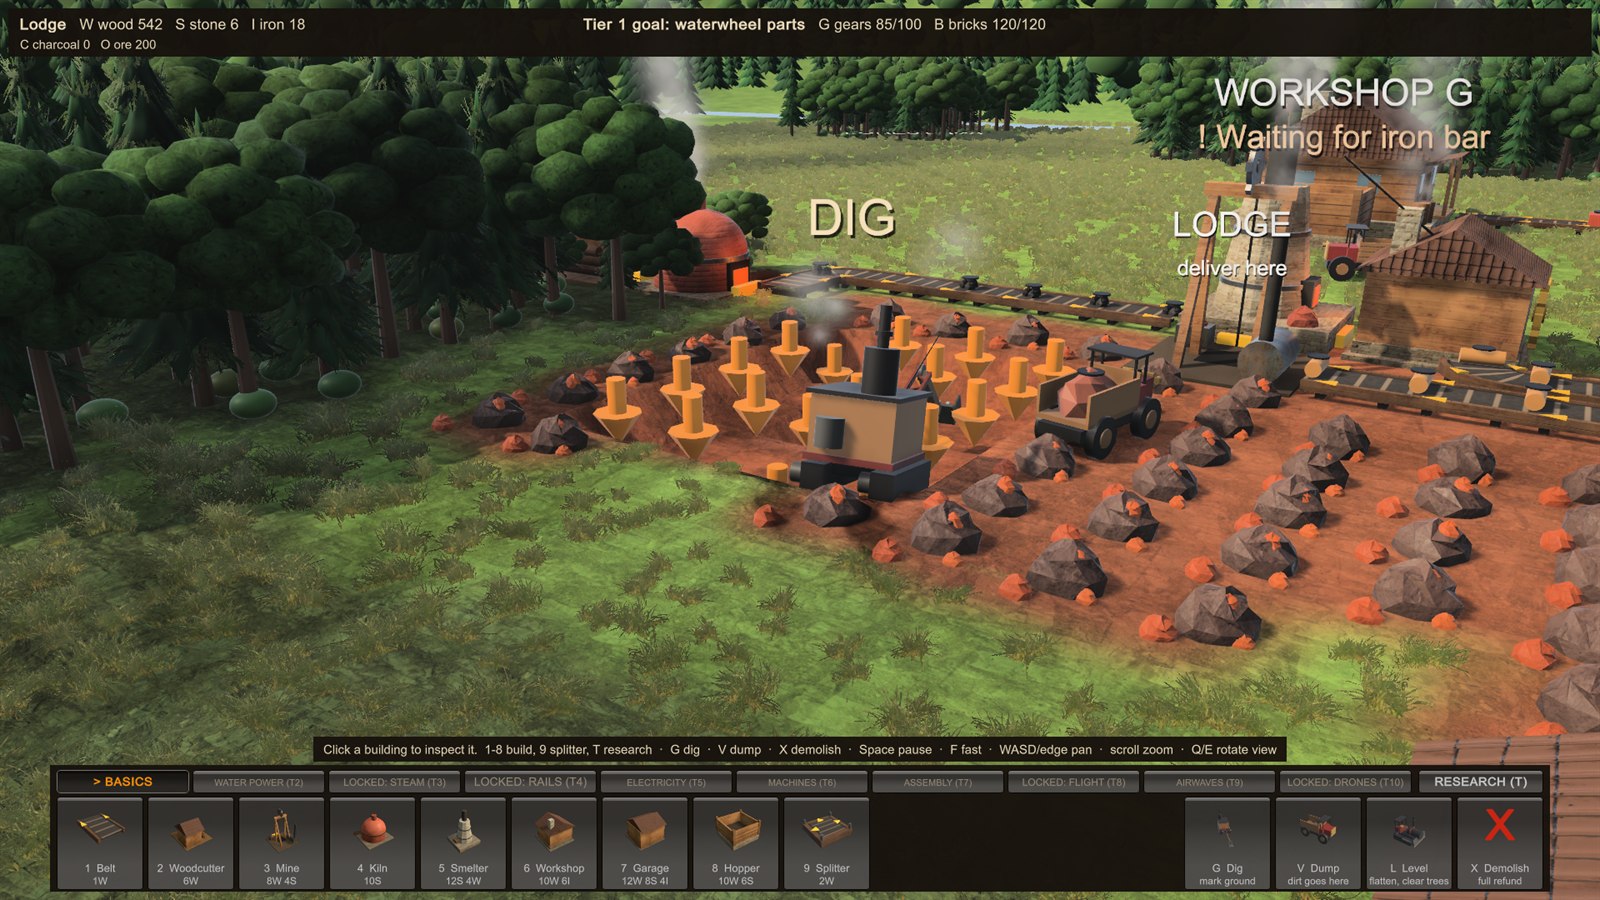 Lodge W wood 542 S stone 6 I iron 18
C charcoal 0 O ore 200
Tier 1 goal: waterwheel parts G gears 85/100 B bricks 120/120
WORKSHOP G
! Waiting for iron bar
DIG
LODGE
deliver here
Click a building to inspect it. 1-8 build, 9 splitter, T research · G dig · V dump · X demolish · Space pause · F fast · WASD/edge pan · scroll zoom · Q/E rotate view
> BASICS
WATER POWER (T2)
LOCKED: STEAM (T3)
LOCKED: RAILS (T4)
ELECTRICITY (T5)
MACHINES (T6)
ASSEMBLY (T7)
LOCKED: FLIGHT (T8)
AIRWAVES (T9)
LOCKED: DRONES (T10)
RESEARCH (T)
1 Belt
1W
2 Woodcutter
6W
3 Mine
8W 4S
4 Kiln
10S
5 Smelter
12S 4W
6 Workshop
10W 6I
7 Garage
12W 8S 4I
8 Hopper
10W 6S
9 Splitter
2W
G Dig
mark ground
V Dump
dirt goes here
L Level
flatten, clear trees
X
X Demolish
full refund